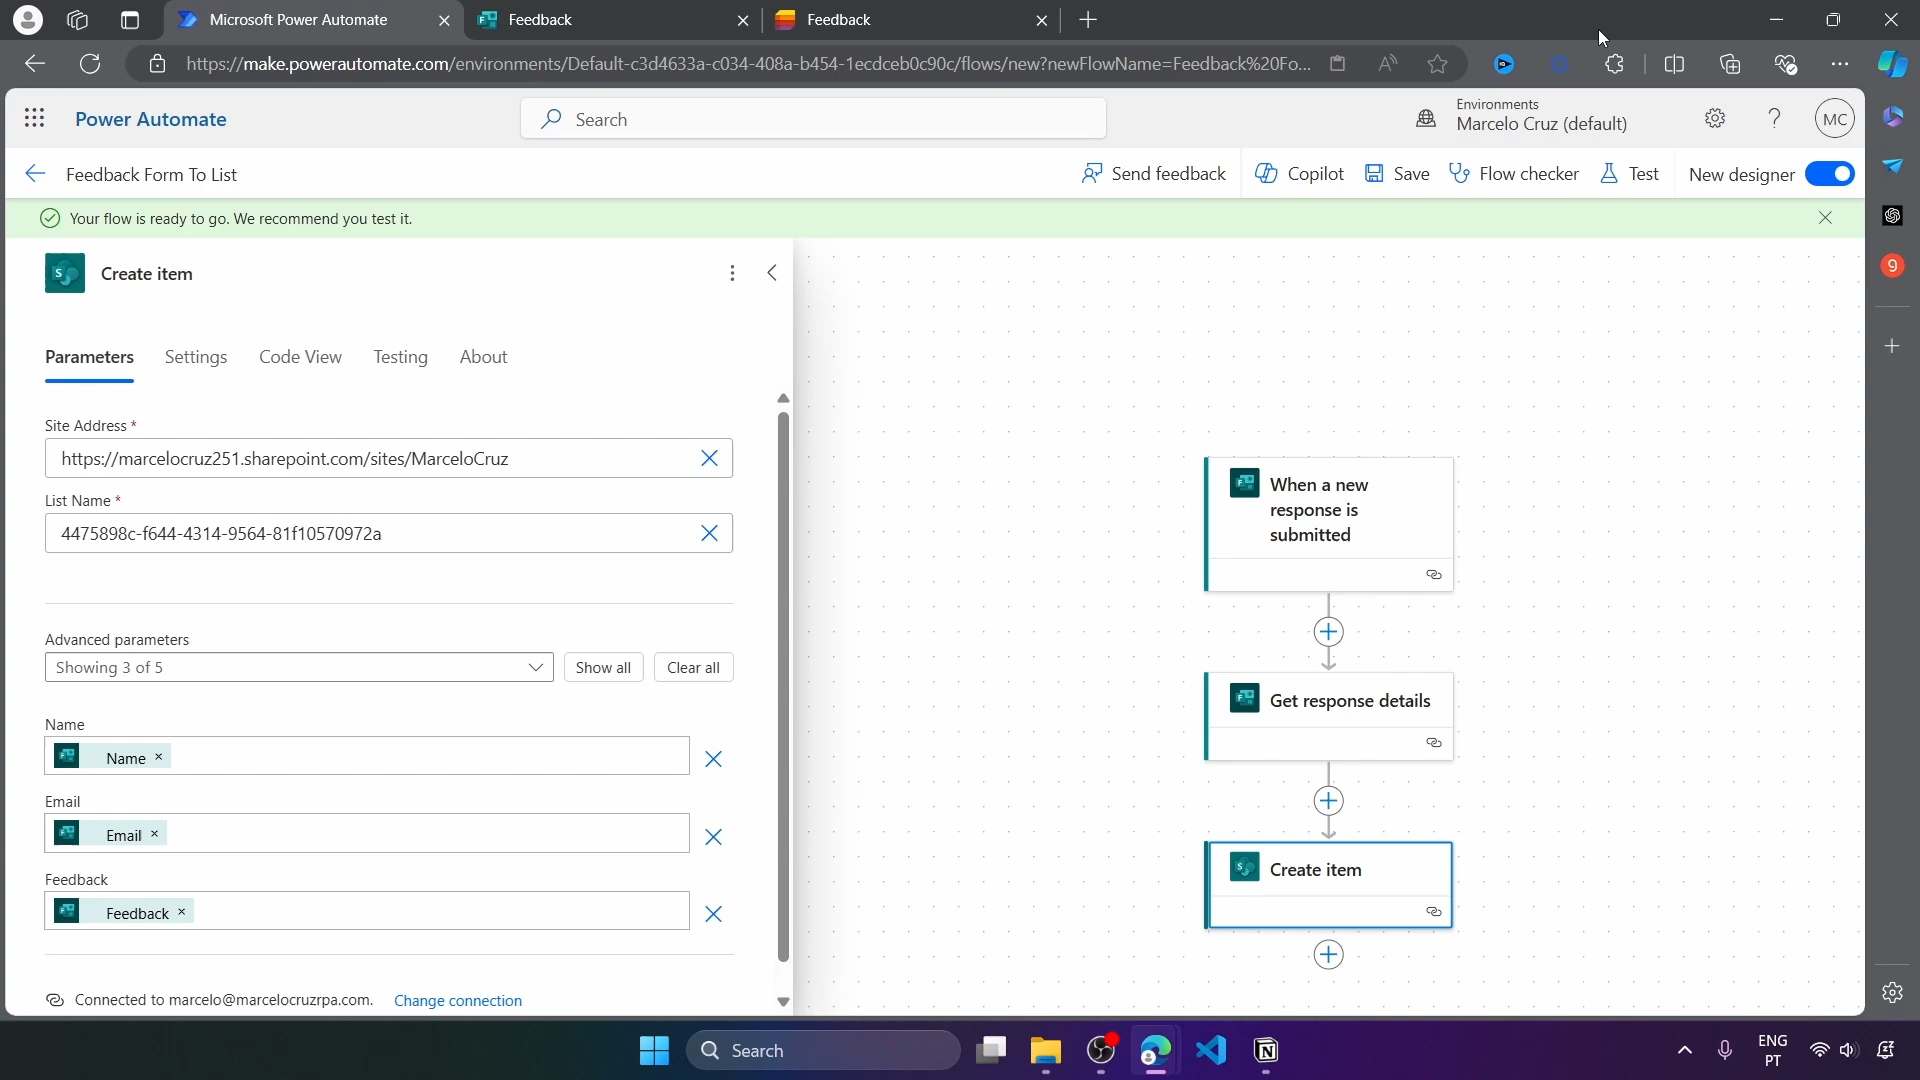 Microsoft Power Automate
Feedback
Feedback
https://make.powerautomate.com/environments/Default-c3d4633a-c034-408a-b454-1ecdceb0c90c/flows/new?newFlowName=Feedback%20Fo...
Power Automate
Search
Environments
Marcelo Cruz (default)
?
MC
Feedback Form To List
Send feedback
Copilot
Save
Flow checker
Test
New designer
Your flow is ready to go. We recommend you test it.
9
S
Create item
Parameters
Settings
Code View
Testing
About
Site Address *
https://marcelocruz251.sharepoint.com/sites/MarceloCruz
List Name *
4475898c-f644-4314-9564-81f10570972a
Advanced parameters
Showing 3 of 5
Show all
Clear all
Name
Name
Email
Email
Feedback
Feedback
Connected to marcelo@marcelocruzrpa.com.
Change connection
When a new
response is
submitted
Get response details
Create item
Search
ENG
PT